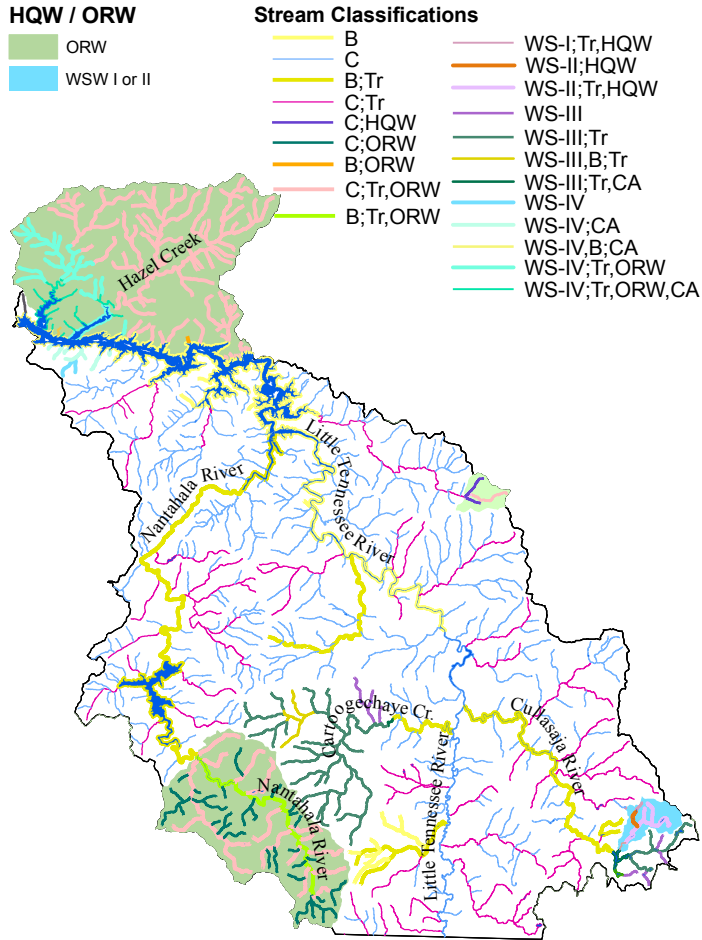 HQW / ORW
ORW
WSW I or II
Stream Classifications
B
C
B;Tr
C;Tr
C;HQW
C;ORW
B;ORW
C;Tr,ORW
B;Tr,ORW
WS-I;Tr,HQW
WS-II;HQW
WS-II;Tr,HQW
WS-III
WS-III;Tr
WS-III,B;Tr
WS-III;Tr,CA
WS-IV
WS-IV;CA
WS-IV,B;CA
WS-IV;Tr,ORW
WS-IV;Tr,ORW,CA
Hazel Creek
Little Tennessee River
Nantahala River
Cartoogechaye Cr.
Cullasaja River
Little Tennessee River
Nantahala River